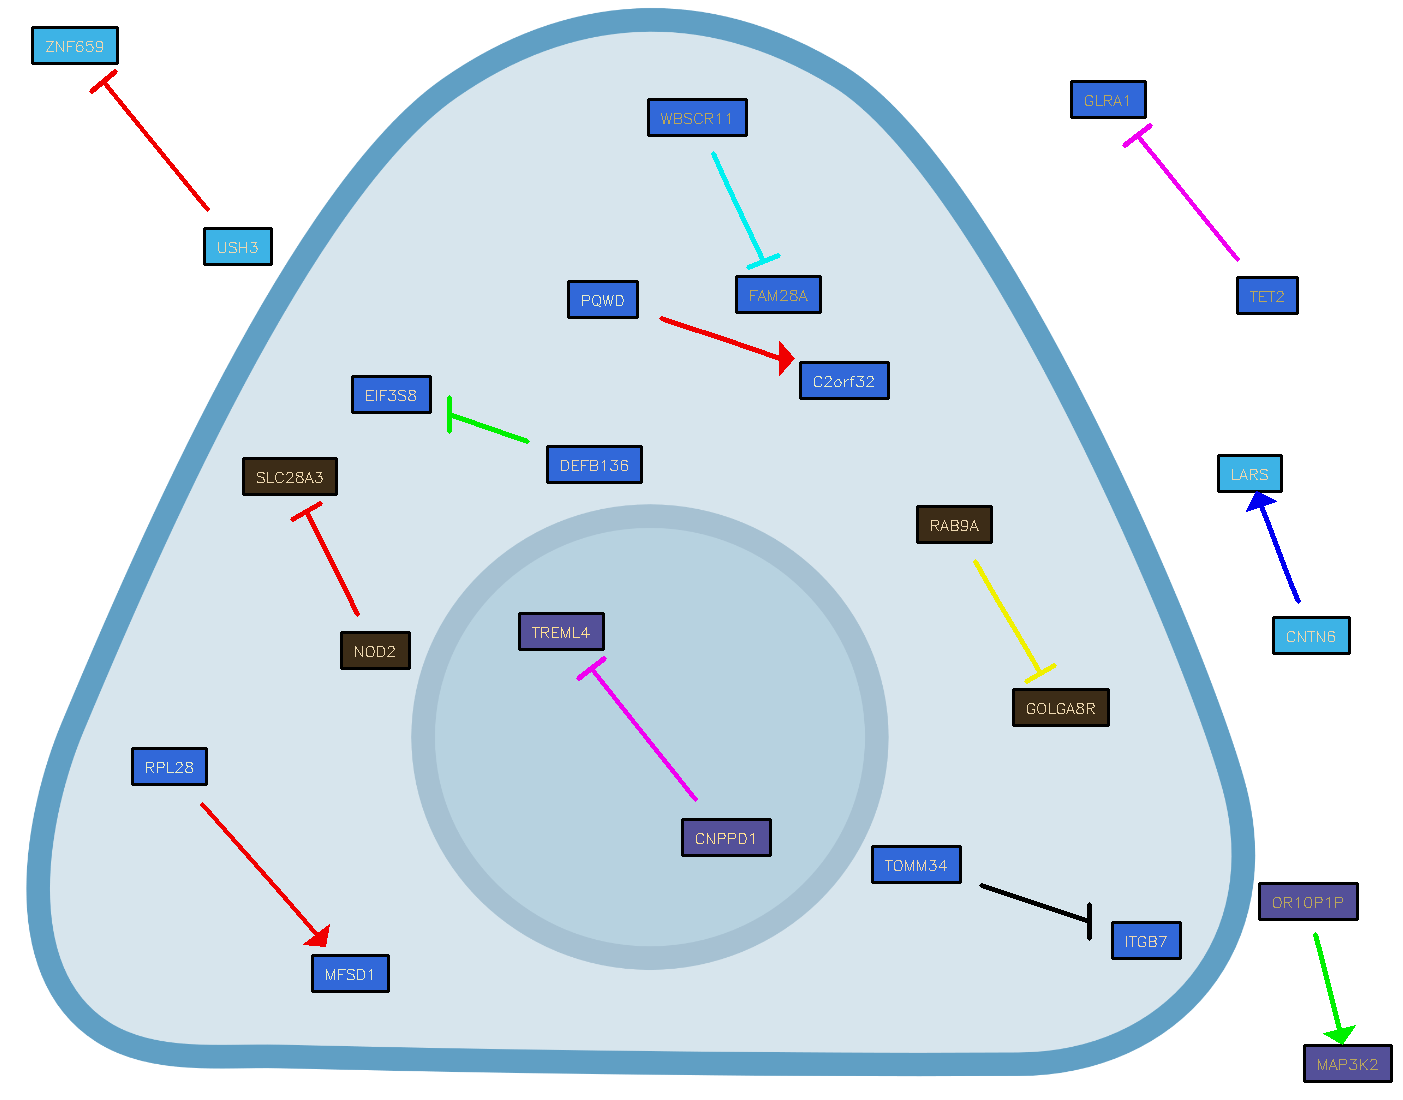 ZNF659
GLRA1
WBSCR11
USH3
FAM28A
TET2
PQWD
C2orf32
EIF3S8
DEFB136
SLC28A3
LARS
RAB9A
TREML4
CNTN6
NOD2
GOLGA8R
RPL28
CNPPD1
TOMM34
OR10P1P
ITGB7
MFSD1
MAP3K2